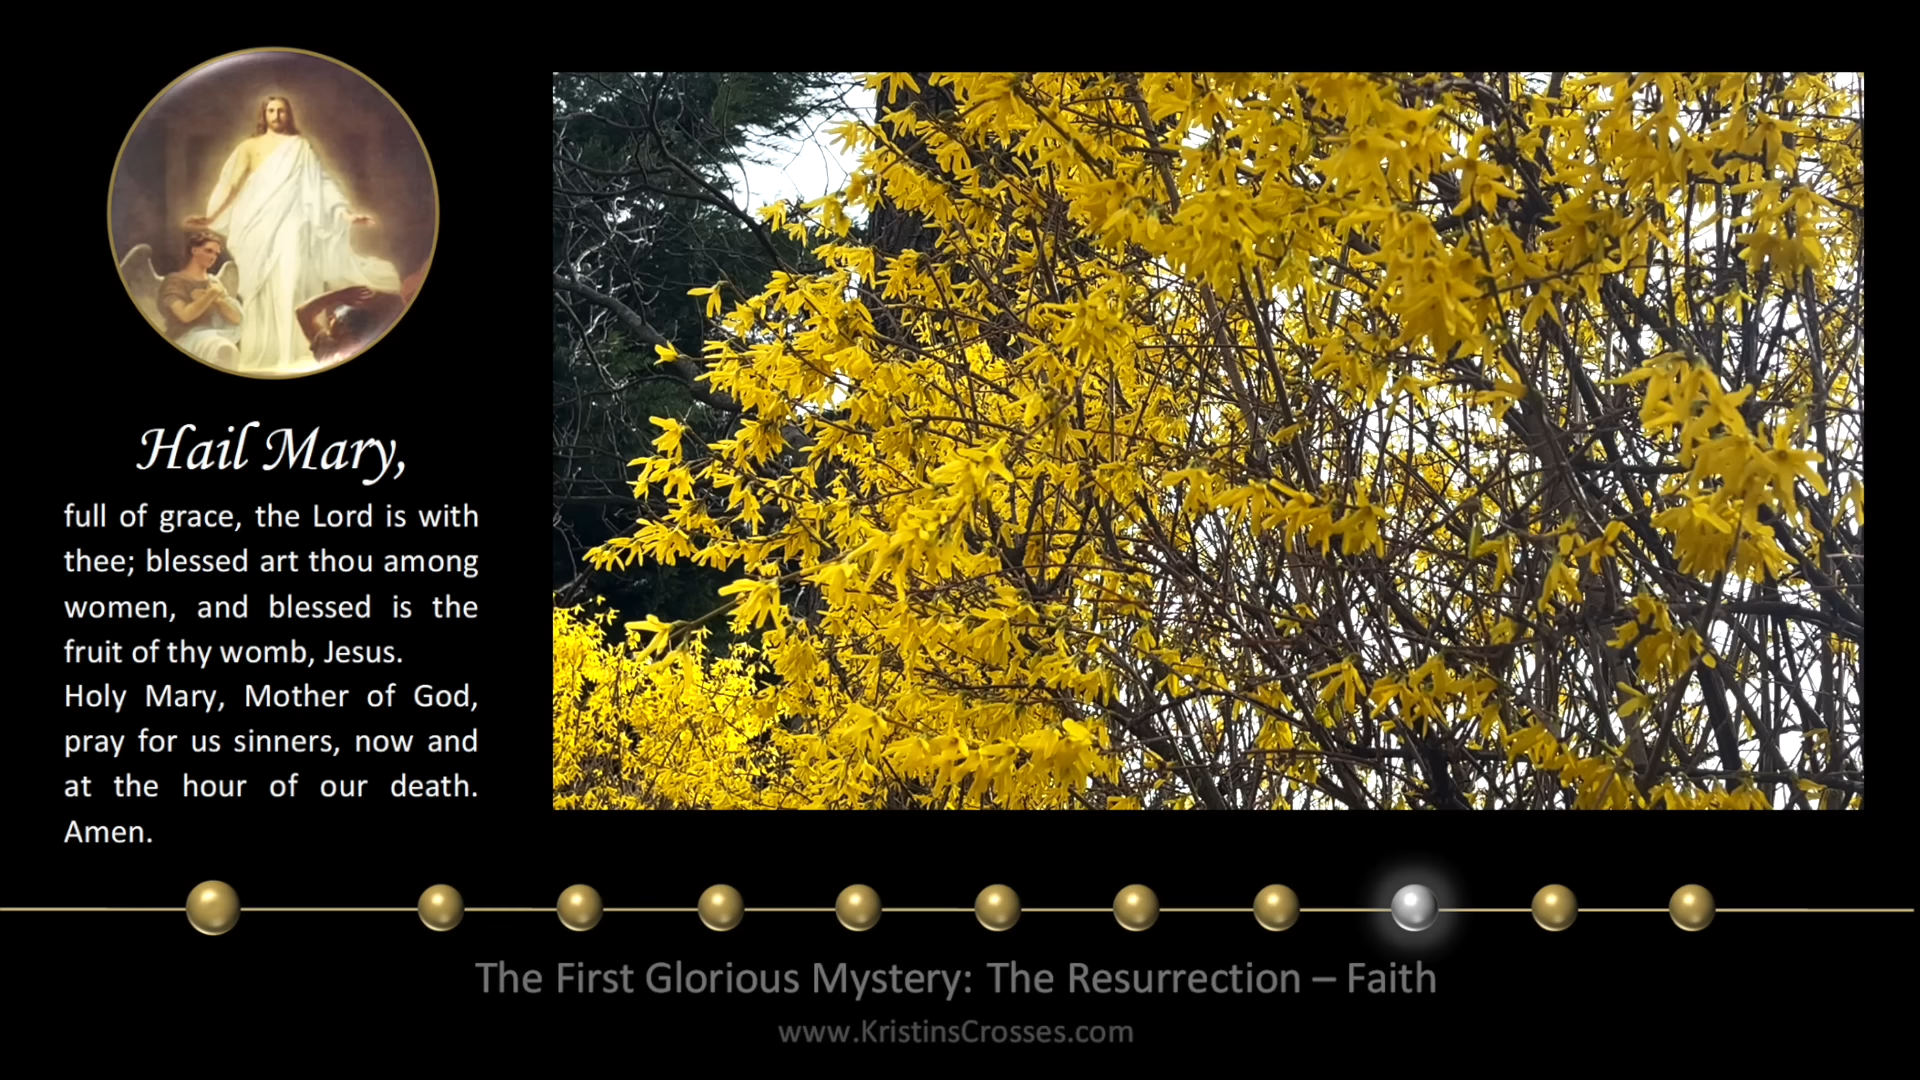 Hail Mary,
full of grace, the Lord is with
thee; blessed art thou among
women, and blessed is the
fruit of thy womb, Jesus.
Holy Mary, Mother of God,
pray for us sinners, now and
at the hour of our death.
Amen.
The First Glorious Mystery: The Resurrection – Faith
www.KristinsCrosses.com